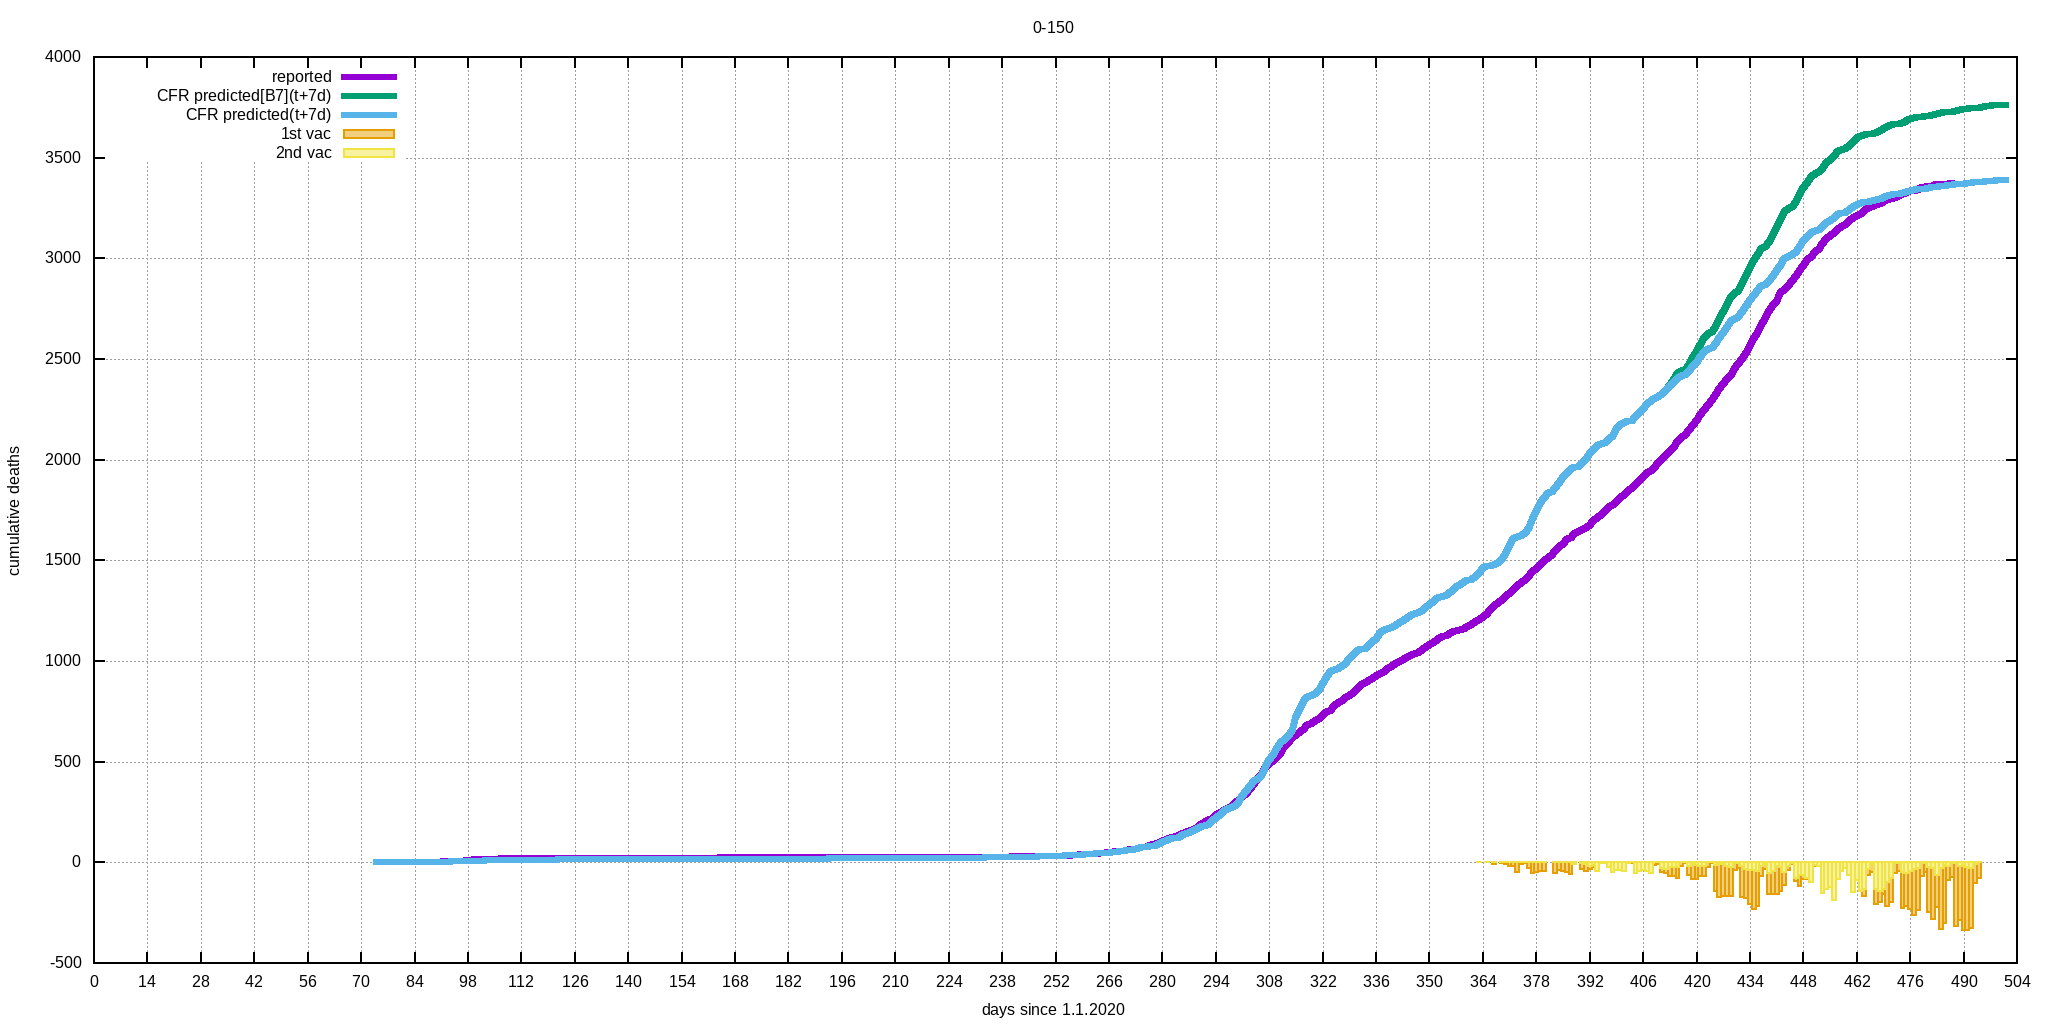 0-150
reported
CFR predicted[B7](t+7d)
CFR predicted(t+7d)
1st vac
2nd vac
4000
3500
3000
2500
2000
1500
1000
500
0
-500
cumulative deaths
0 14 28 42 56 70 84 98 112 126 140 154 168 182 196 210 224 238 252 266 280 294 308 322 336 350 364 378 392 406 420 434 448 462 476 490 504
days since 1.1.2020